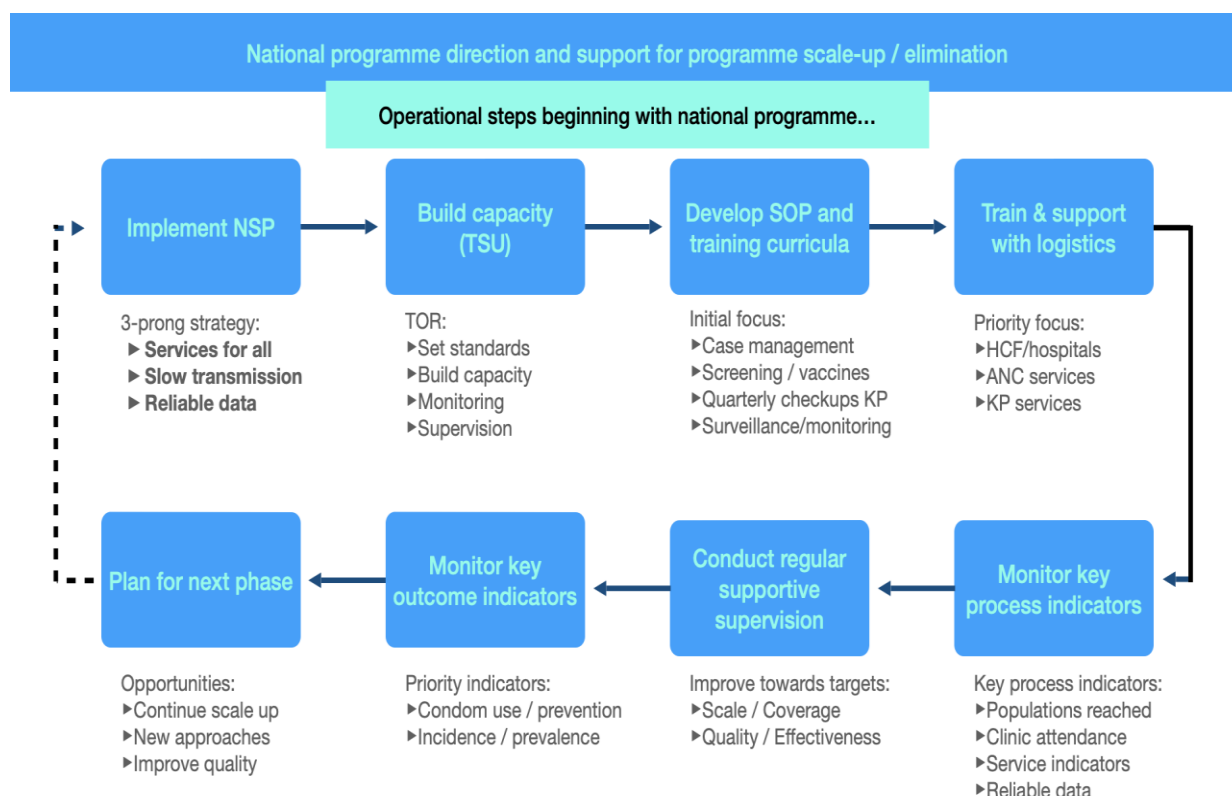 National programme direction and support for programme scale-up / elimination
Operational steps beginning with national programme...
Implement NSP
Build capacity
(TSU)
Develop SOP and
training curricula
Train & support
with logistics
3-prong strategy:
▶ Services for all
▶ Slow transmission
▶ Reliable data
TOR:
▶Set standards
▶Build capacity
▶Monitoring
▶Supervision
Initial focus:
▶Case management
▶Screening / vaccines
▶Quarterly checkups KP
▶Surveillance/monitoring
Priority focus:
▶HCF/hospitals
▶ANC services
▶KP services
Plan for next phase
Monitor key
outcome indicators
Conduct regular
supportive
supervision
Monitor key
process indicators
Opportunities:
▶Continue scale up
▶New approaches
▶Improve quality
Priority indicators:
▶Condom use / prevention
▶Incidence / prevalence
Improve towards targets:
▶Scale / Coverage
▶Quality / Effectiveness
Key process indicators:
▶Populations reached
▶Clinic attendance
▶Service indicators
▶Reliable data